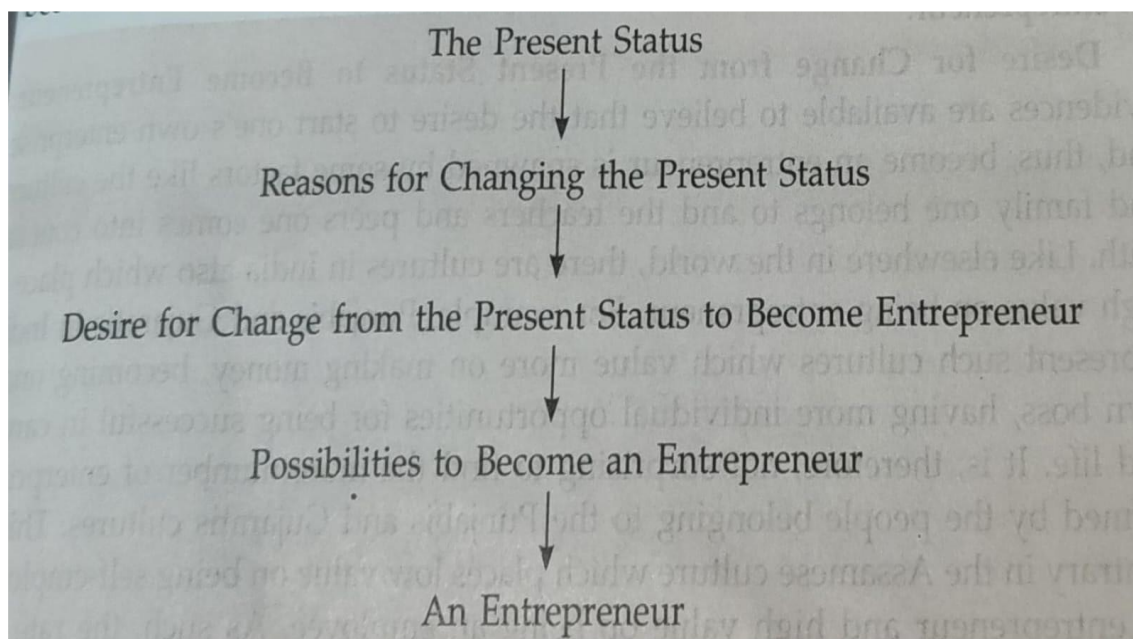 The Present Status
Reasons for Changing the Present Status
Desire for Change from the Present Status to Become Entrepreneur
Possibilities to Become an Entrepreneur
An Entrepreneur